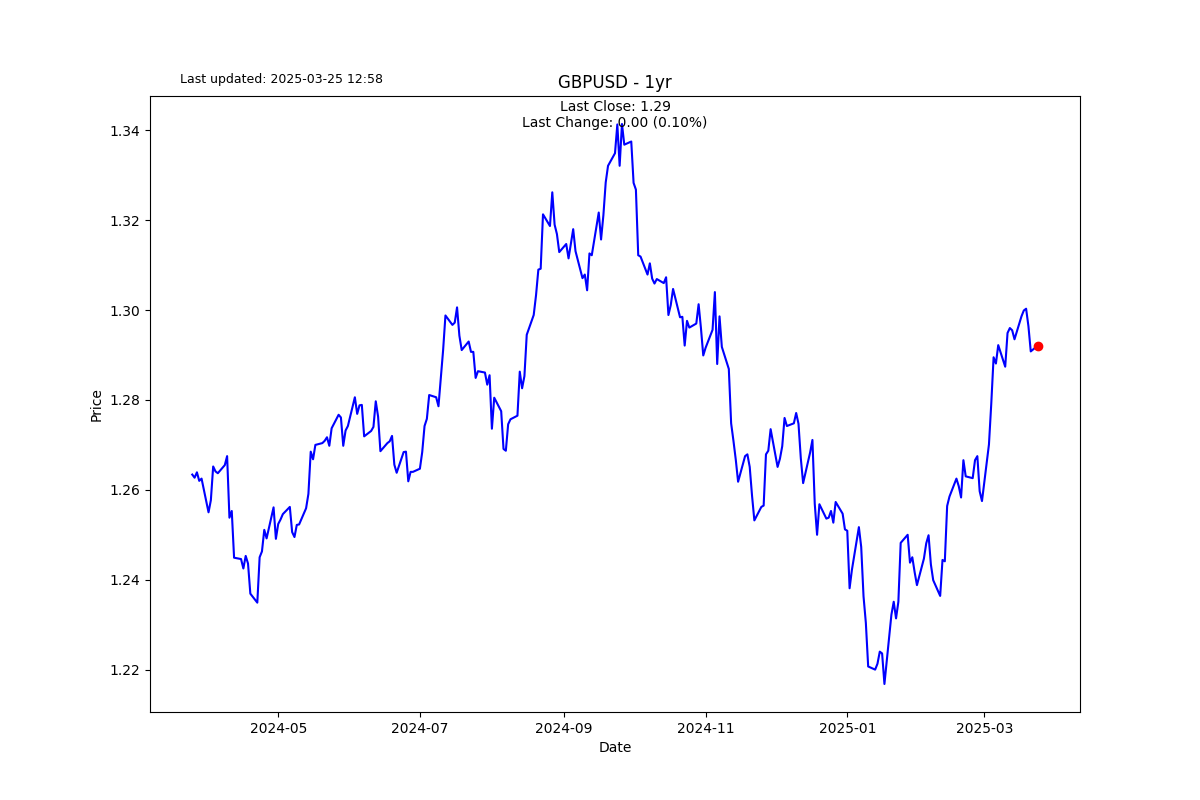 Last updated: 2025-03-25 12:58
GBPUSD - 1yr
Last Close: 1.29
Last Change: 0.00 (0.10%)
1.34
1.32
1.30
1.28
1.26
1.24
1.22
Price
2024-05 2024-07 2024-09 2024-11 2025-01 2025-03
Date